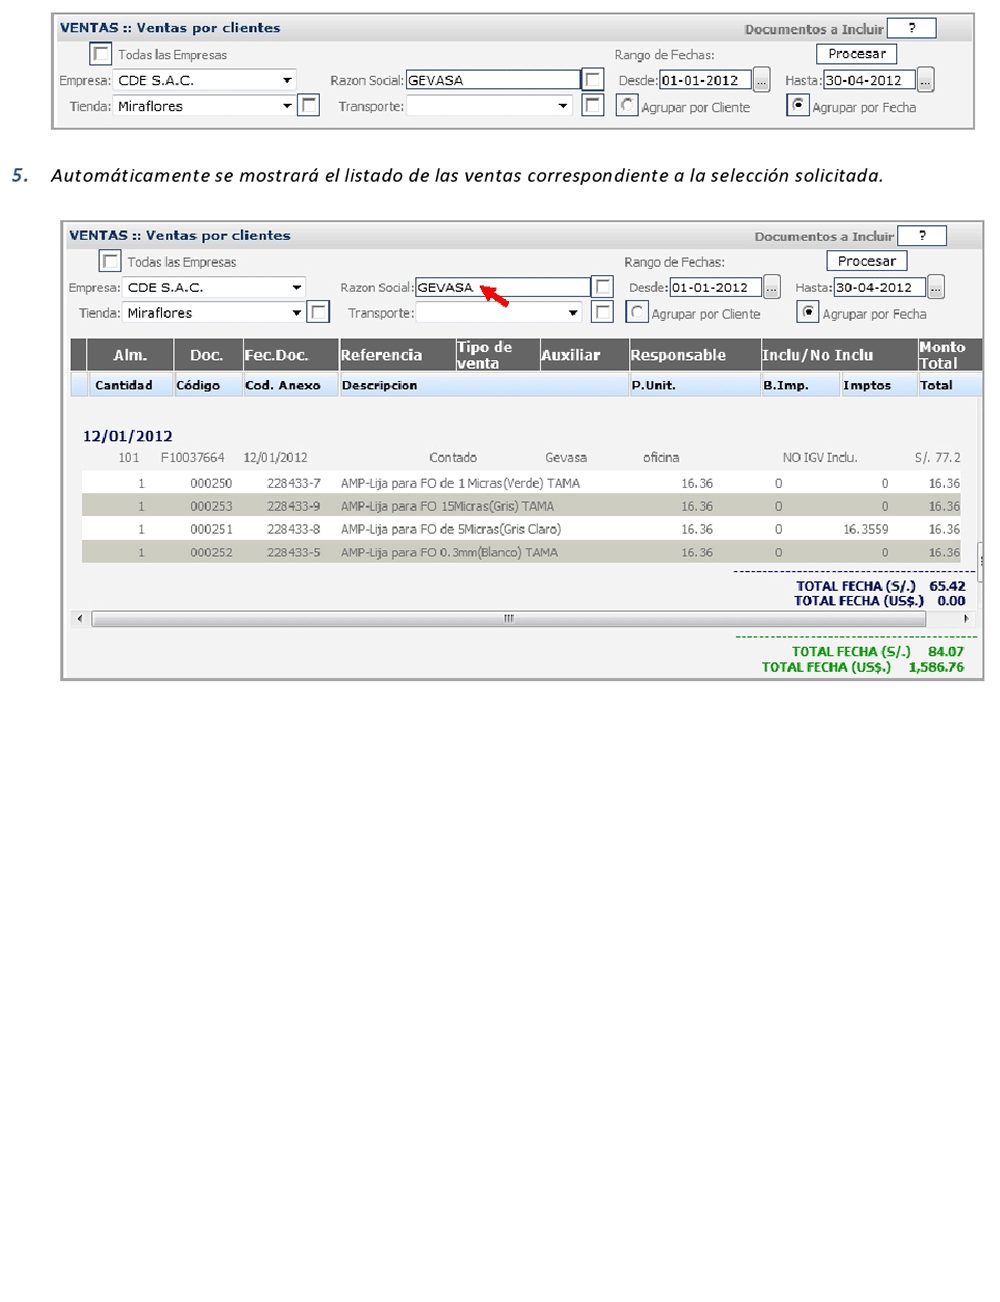 VENTAS :: Ventas por clientes Documentos a Incluir ?
Todas las Empresas Rango de Fechas: Procesar
Empresa: CDE S.A.C. Razon Social: GEVASA Desde: 01-01-2012 ... Hasta: 30-04-2012 ...
Tienda: Miraflores Transporte: Agrupar por Cliente Agrupar por Fecha
5. Automáticamente se mostrará el listado de las ventas correspondiente a la selección solicitada.
VENTAS :: Ventas por clientes Documentos a Incluir ?
Todas las Empresas Rango de Fechas: Procesar
Empresa: CDE S.A.C. Razon Social: GEVASA Desde: 01-01-2012 ... Hasta: 30-04-2012 ...
Tienda: Miraflores Transporte: Agrupar por Cliente Agrupar por Fecha
Alm. Doc. Fec.Doc. Referencia Tipo de venta Auxiliar Responsable Inclu/No Inclu Monto Total
Cantidad Código Cod. Anexo Descripcion P.Unit. B.Imp. Imptos Total
12/01/2012
101 F10037664 12/01/2012 Contado Gevasa oficina NO IGV Inclu. S/. 77.2
1 000250 228433-7 AMP-Lija para FO de 1 Micras(Verde) TAMA 16.36 0 0 16.36
1 000253 228433-9 AMP-Lija para FO 15Micras(Gris) TAMA 16.36 0 0 16.36
1 000251 228433-8 AMP-Lija para FO de 5Micras(Gris Claro) 16.36 0 16.3559 16.36
1 000252 228433-5 AMP-Lija para FO 0.3mm(Blanco) TAMA 16.36 0 0 16.36
TOTAL FECHA (S/.) 65.42
TOTAL FECHA (US$.) 0.00
TOTAL FECHA (S/.) 84.07
TOTAL FECHA (US$.) 1,586.76